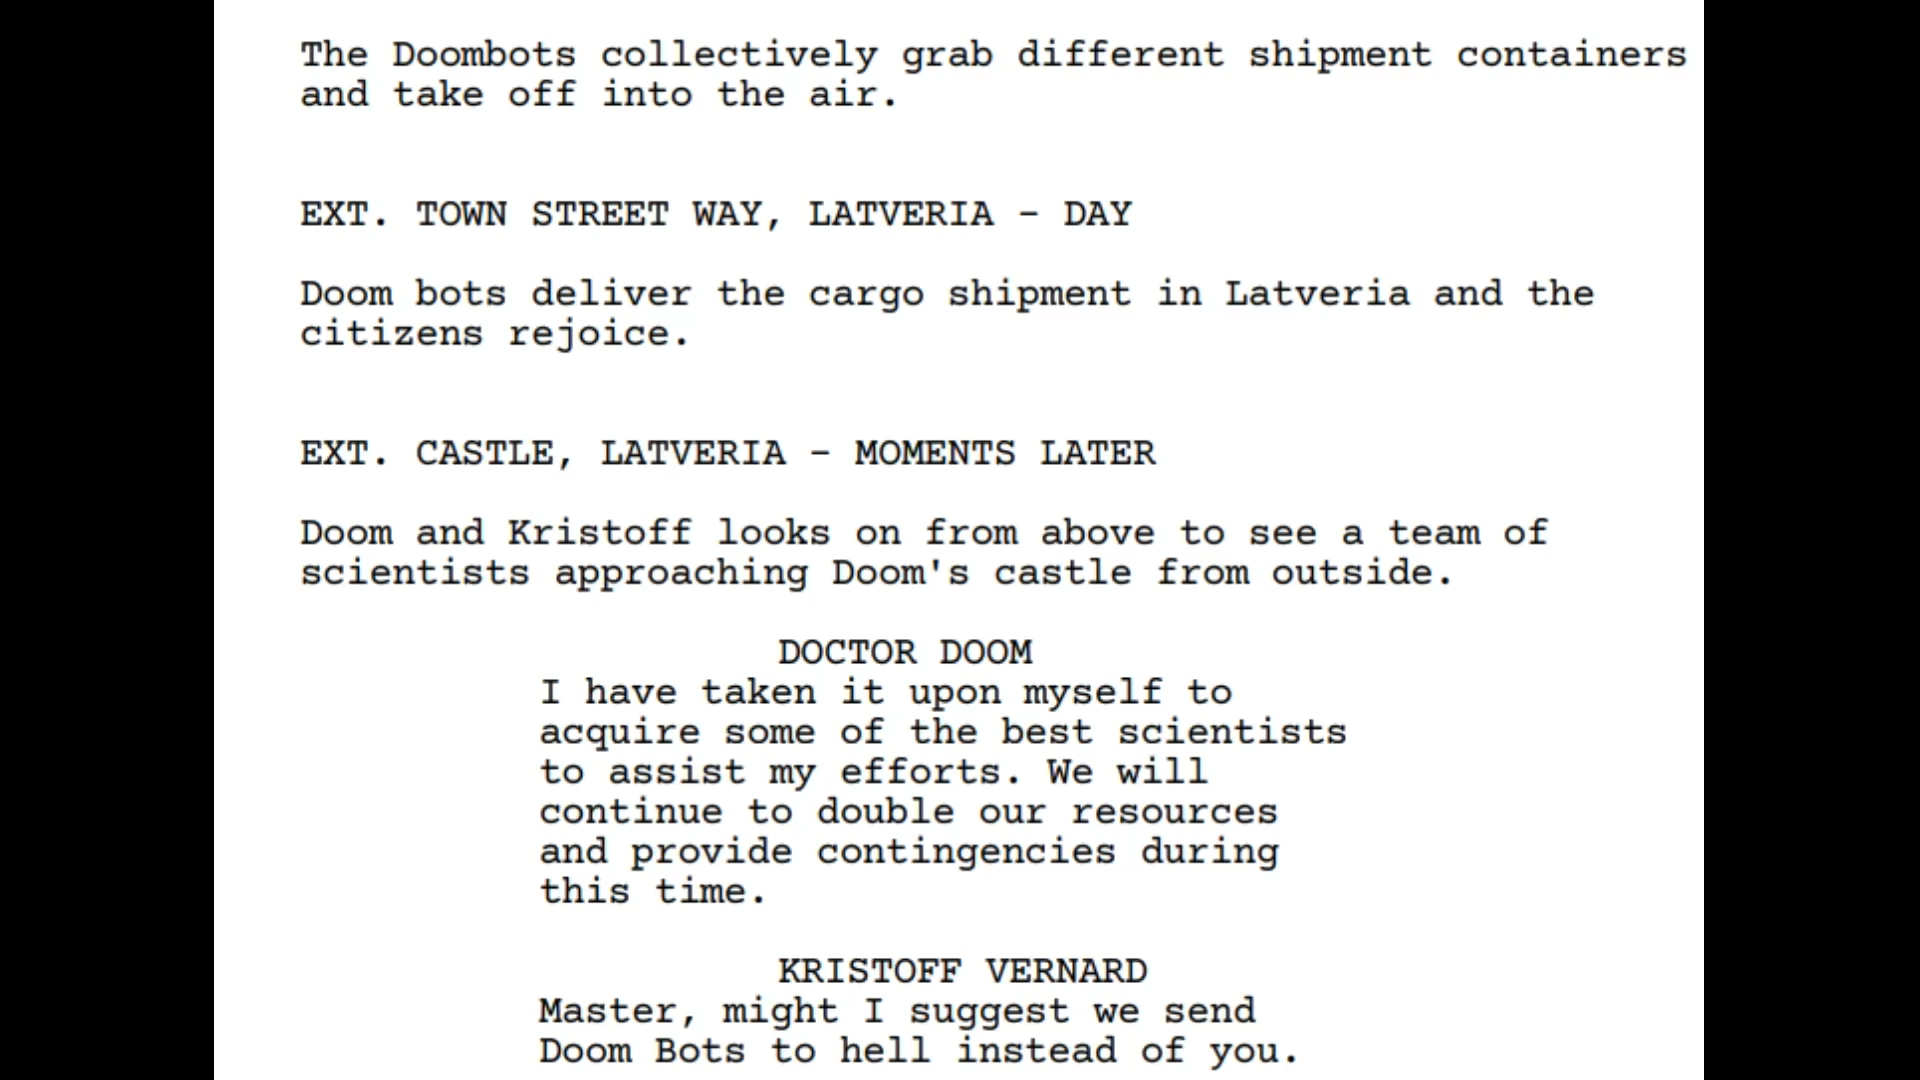 The Doombots collectively grab different shipment containers
and take off into the air.
EXT. TOWN STREET WAY, LATVERIA - DAY
Doom bots deliver the cargo shipment in Latveria and the
citizens rejoice.
EXT. CASTLE, LATVERIA - MOMENTS LATER
Doom and Kristoff looks on from above to see a team of
scientists approaching Doom's castle from outside.
DOCTOR DOOM
I have taken it upon myself to
acquire some of the best scientists
to assist my efforts. We will
continue to double our resources
and provide contingencies during
this time.
KRISTOFF VERNARD
Master, might I suggest we send
Doom Bots to hell instead of you.